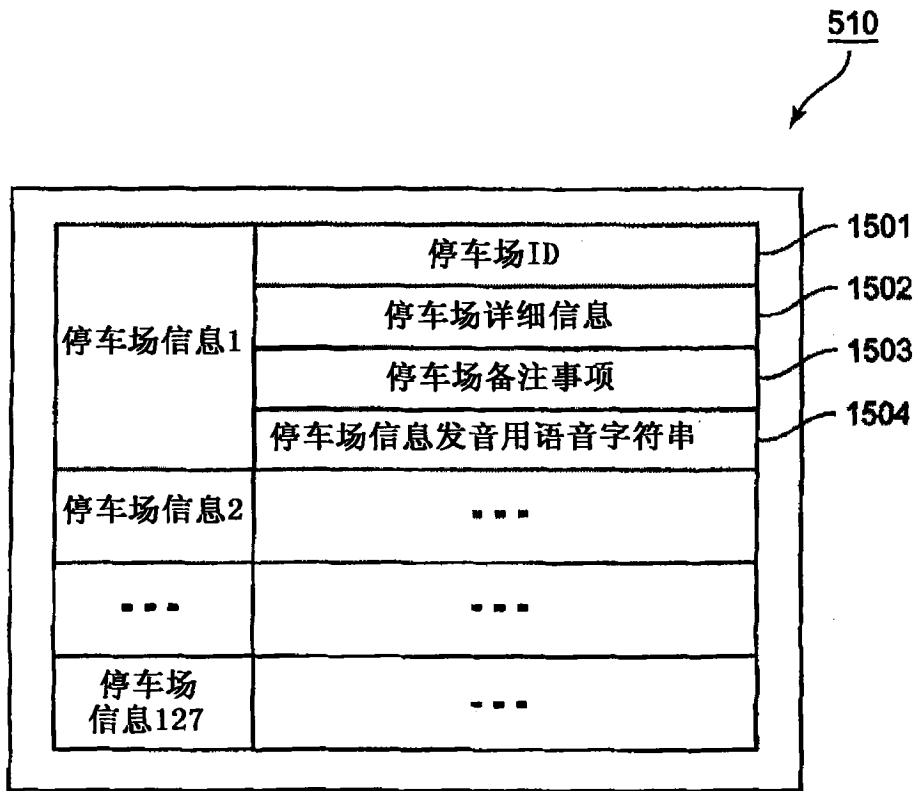 510
停车场信息1
停车场ID
1501
停车场详细信息
1502
停车场备注事项
1503
停车场信息发音用语音字符串
1504
停车场信息2
...
...
...
停车场
信息127
...